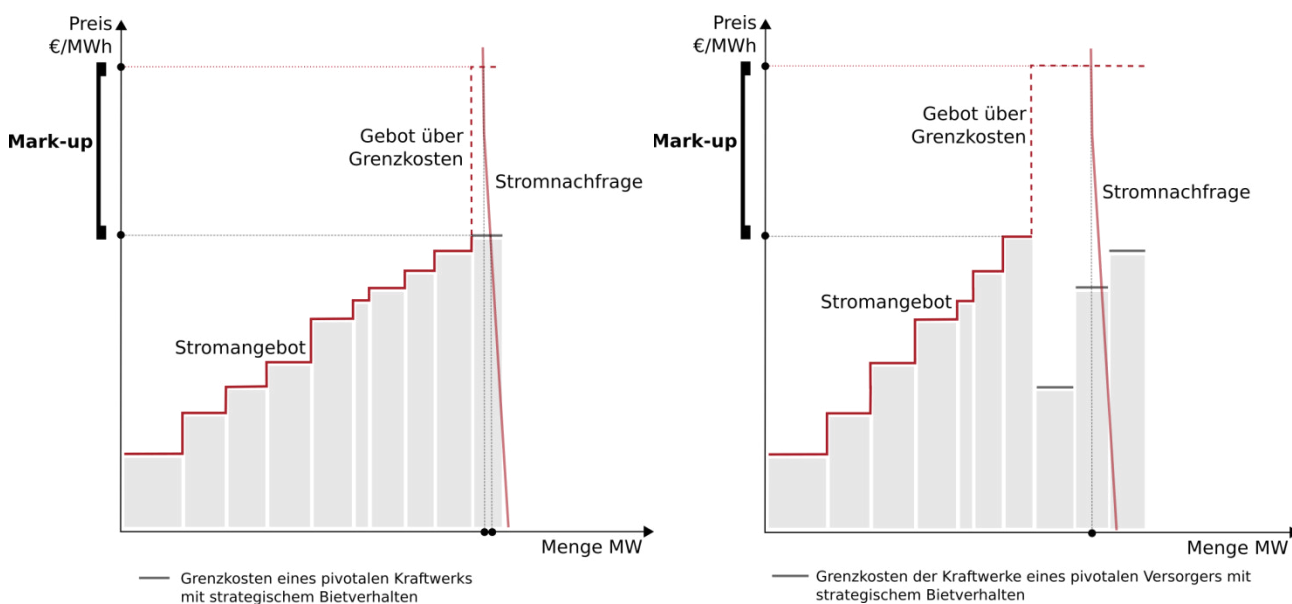 Preis
€/MWh
Mark-up
Gebot über
Grenzkosten
Stromnachfrage
Stromangebot
Menge MW
Grenzkosten eines pivotalen Kraftwerks
mit strategischem Bietverhalten
Preis
€/MWh
Mark-up
Gebot über
Grenzkosten
Stromnachfrage
Stromangebot
Menge MW
Grenzkosten der Kraftwerke eines pivotalen Versorgers mit
strategischem Bietverhalten